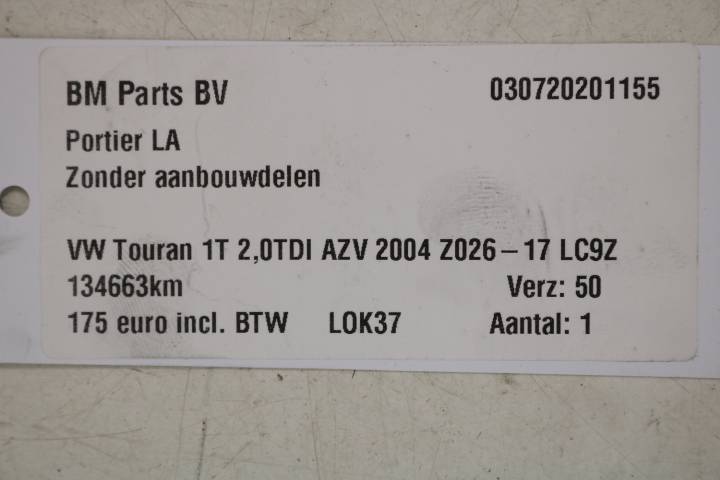 BM Parts BV 030720201155
Portier LA
Zonder aanbouwdelen
VW Touran 1T 2,0TDI AZV 2004 Z026 – 17 LC9Z
134663km Verz: 50
175 euro incl. BTW LOK37 Aantal: 1